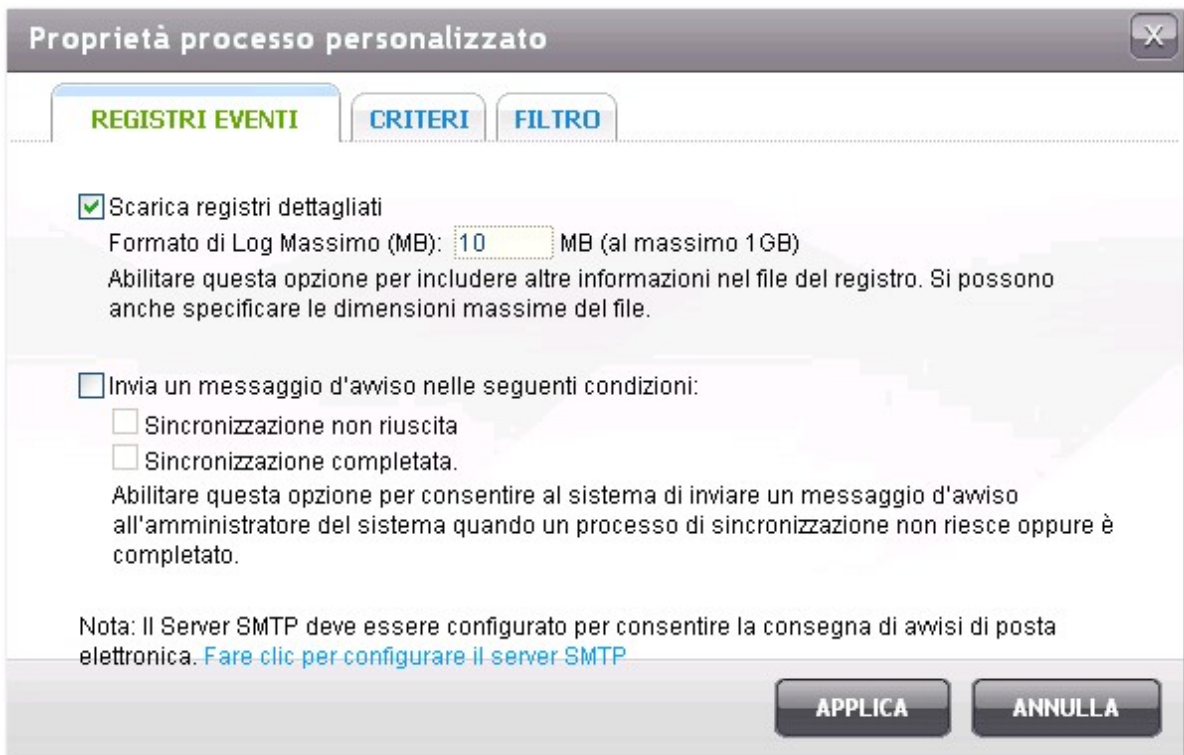 Proprietà processo personalizzato
X
REGISTRI EVENTI CRITERI FILTRO
Scarica registri dettagliati
Formato di Log Massimo (MB): 10 MB (al massimo 1GB)
Abilitare questa opzione per includere altre informazioni nel file del registro. Si possono
anche specificare le dimensioni massime del file.
Invia un messaggio d'avviso nelle seguenti condizioni:
Sincronizzazione non riuscita
Sincronizzazione completata.
Abilitare questa opzione per consentire al sistema di inviare un messaggio d'avviso
all'amministratore del sistema quando un processo di sincronizzazione non riesce oppure è
completato.
Nota: Il Server SMTP deve essere configurato per consentire la consegna di avvisi di posta
elettronica. Fare clic per configurare il server SMTP
APPLICA ANNULLA